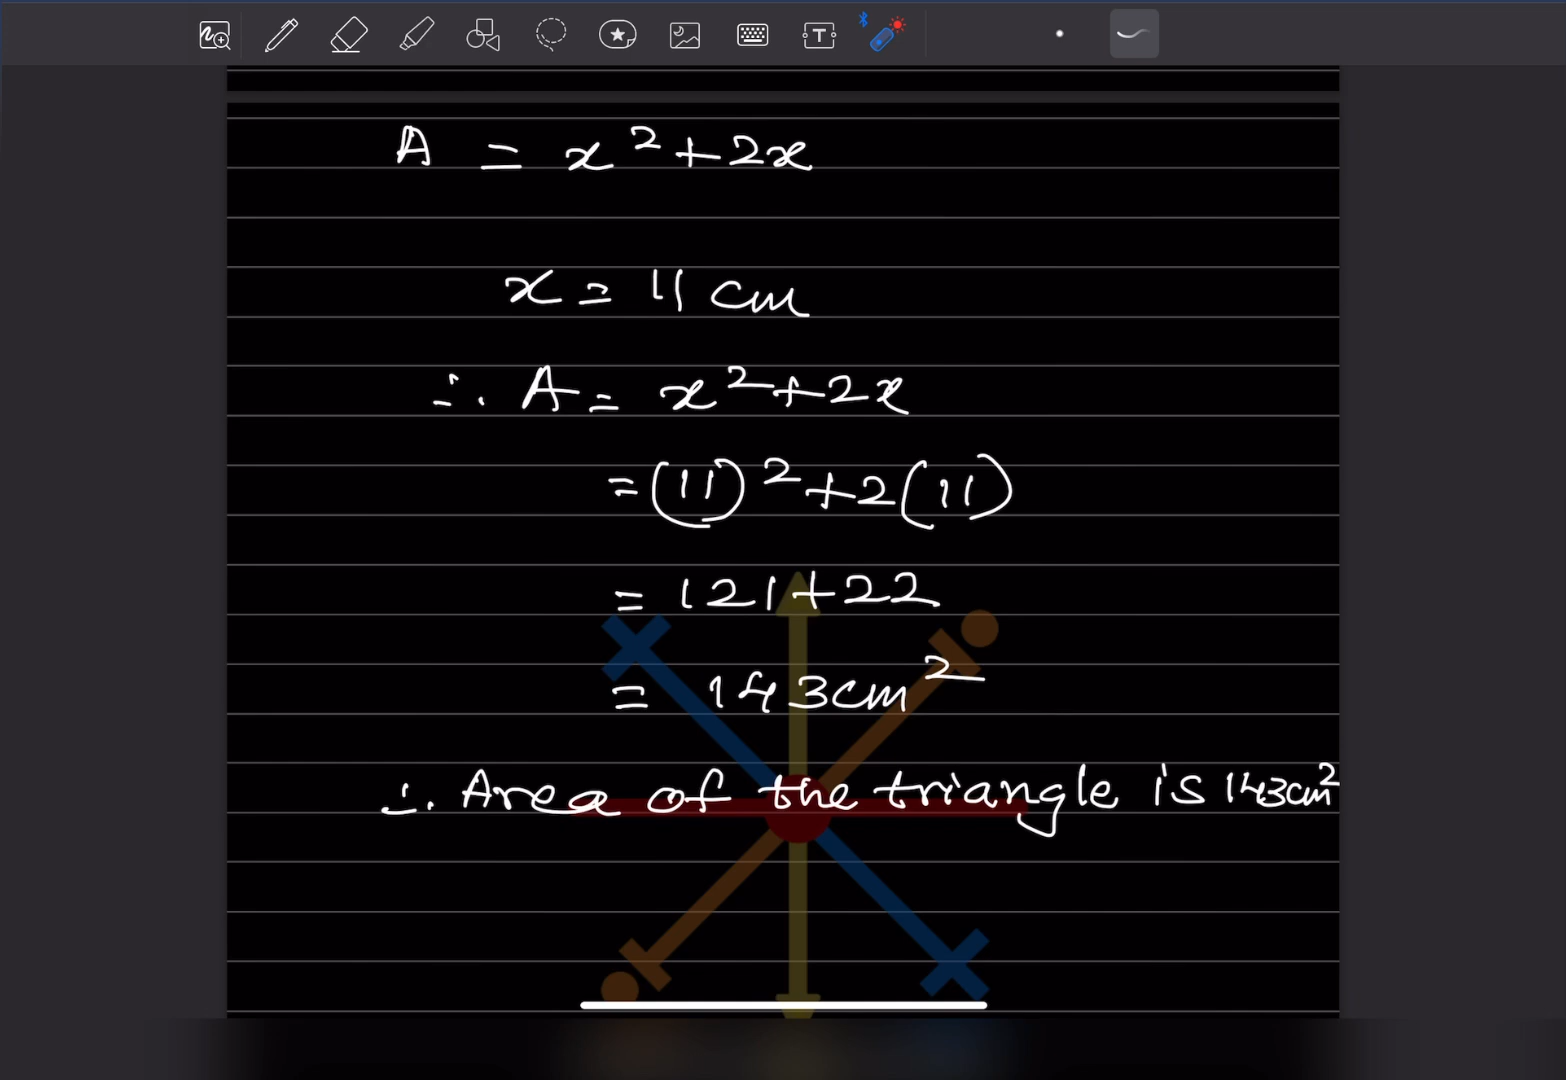 A = x² + 2x
x = 11 cm
∴ A = x² + 2x
= (11)² + 2(11)
= 121 + 22
= 143cm²
∴ Area of the triangle is 143cm²